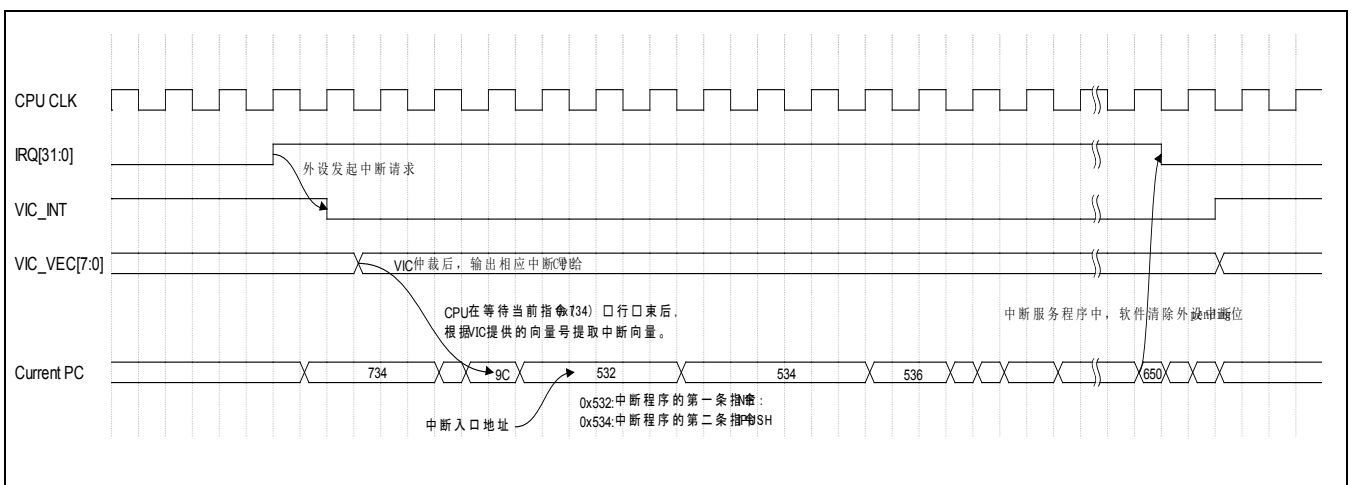 CPU CLK
IRQ[31:0]
外设发起中断请求
VIC_INT
VIC_VEC[7:0]
VIC仲裁后，输出相应中断
CPU在等待当前指令 0x734) 口行口束后，
根据VIC提供的向量号提取中断向量。
中断服务程序中，软件清除外设 pending 位
Current PC
734
9C
532
534
536
650
中断入口地址
0x532:中断程序的第一条指
0x534:中断程序的第二条指